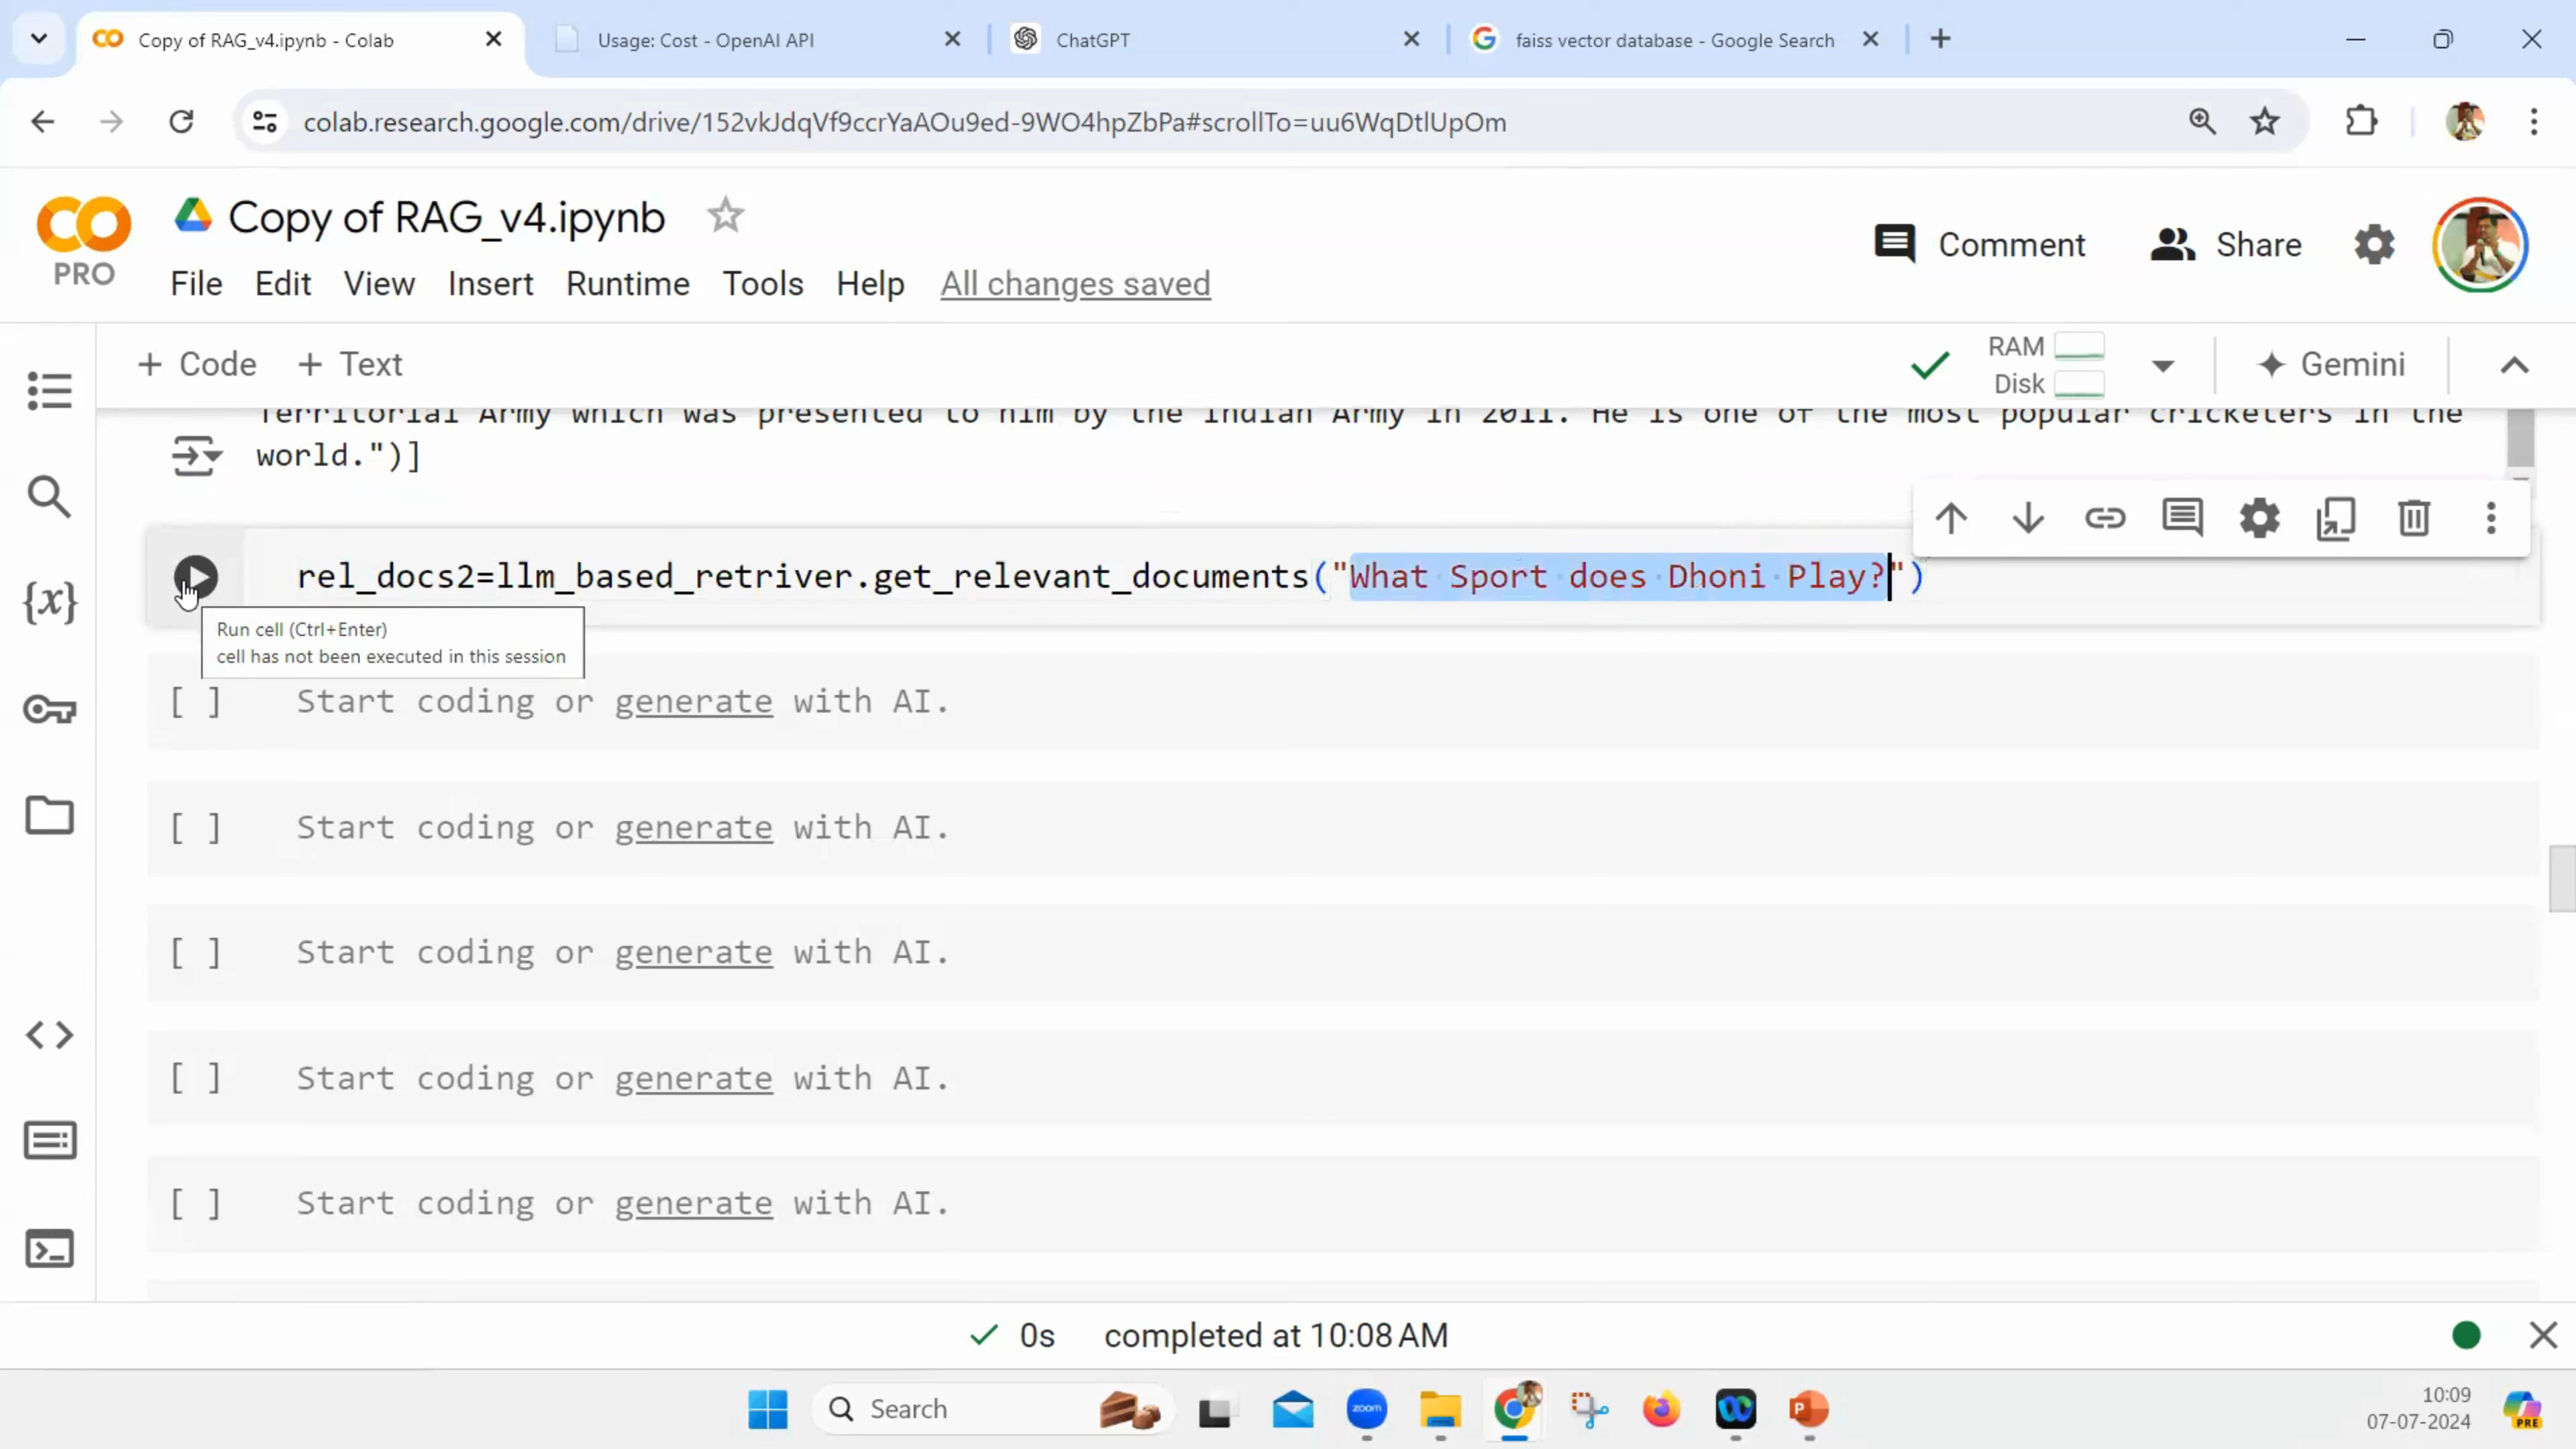 Copy of RAG_v4.ipynb - Colab
Usage: Cost - OpenAI API
ChatGPT
faiss vector database - Google Search
colab.research.google.com/drive/152vkJdqVf9ccrYaAOu9ed-9WO4hpZbPa#scrollTo=uu6WqDtlUpOm
PRO
Copy of RAG_v4.ipynb
Comment
Share
File Edit View Insert Runtime Tools Help All changes saved
+ Code + Text
RAM
Disk
Gemini
Territorial Army which was presented to him by the Indian Army in 2011. He is one of the most popular cricketers in the
world.")]
rel_docs2=llm_based_retriver.get_relevant_documents("What Sport does Dhoni Play?")
Run cell (Ctrl+Enter)
cell has not been executed in this session
[ ] Start coding or generate with AI.
[ ] Start coding or generate with AI.
[ ] Start coding or generate with AI.
[ ] Start coding or generate with AI.
[ ] Start coding or generate with AI.
0s completed at 10:08 AM
Search
zoom
10:09
07-07-2024
PRE